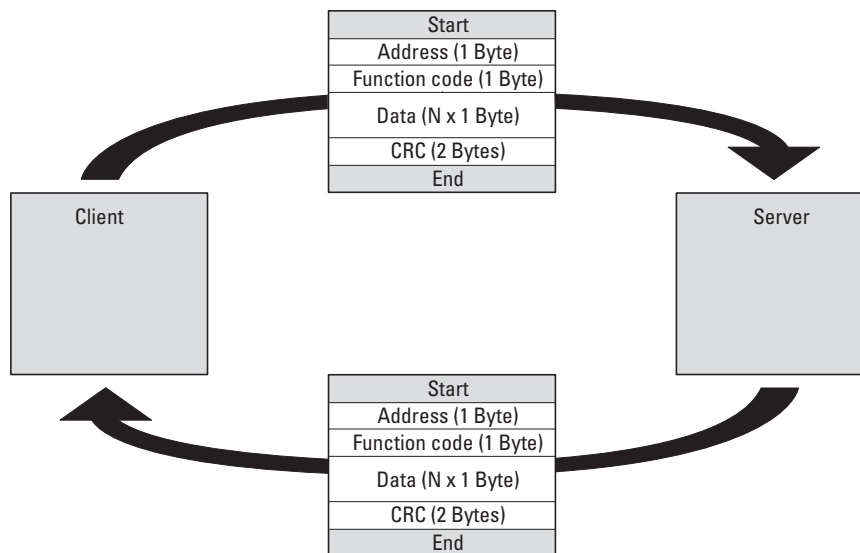 Start
Address (1 Byte)
Function code (1 Byte)
Data (N x 1 Byte)
CRC (2 Bytes)
End
Client
Server
Start
Address (1 Byte)
Function code (1 Byte)
Data (N x 1 Byte)
CRC (2 Bytes)
End